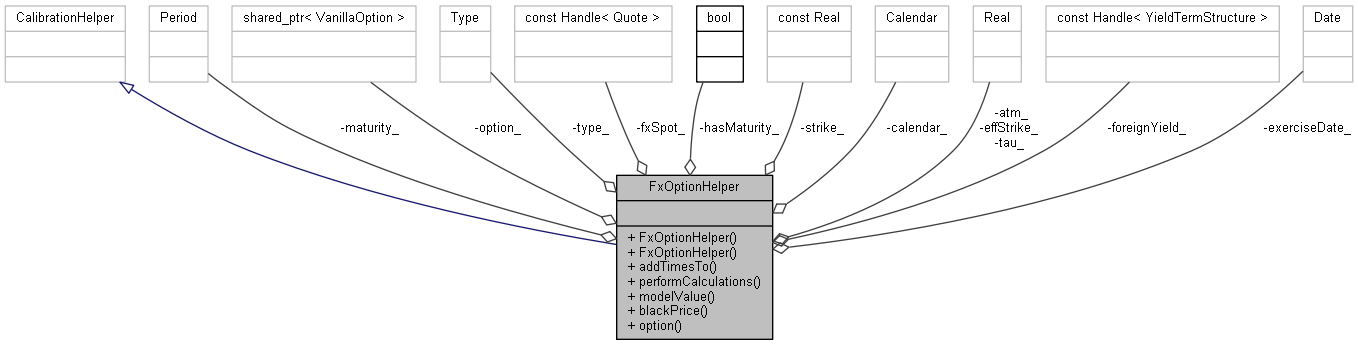 CalibrationHelper
Period
shared_ptr< VanillaOption >
Type
const Handle< Quote >
bool
const Real
Calendar
Real
const Handle< YieldTermStructure >
Date
-maturity_
-option_
-type_
-fxSpot_
-hasMaturity_
-strike_
-calendar_
-atm_
-effStrike_
-tau_
-foreignYield_
-exerciseDate_
FxOptionHelper
+ FxOptionHelper()
+ FxOptionHelper()
+ addTimesTo()
+ performCalculations()
+ modelValue()
+ blackPrice()
+ option()